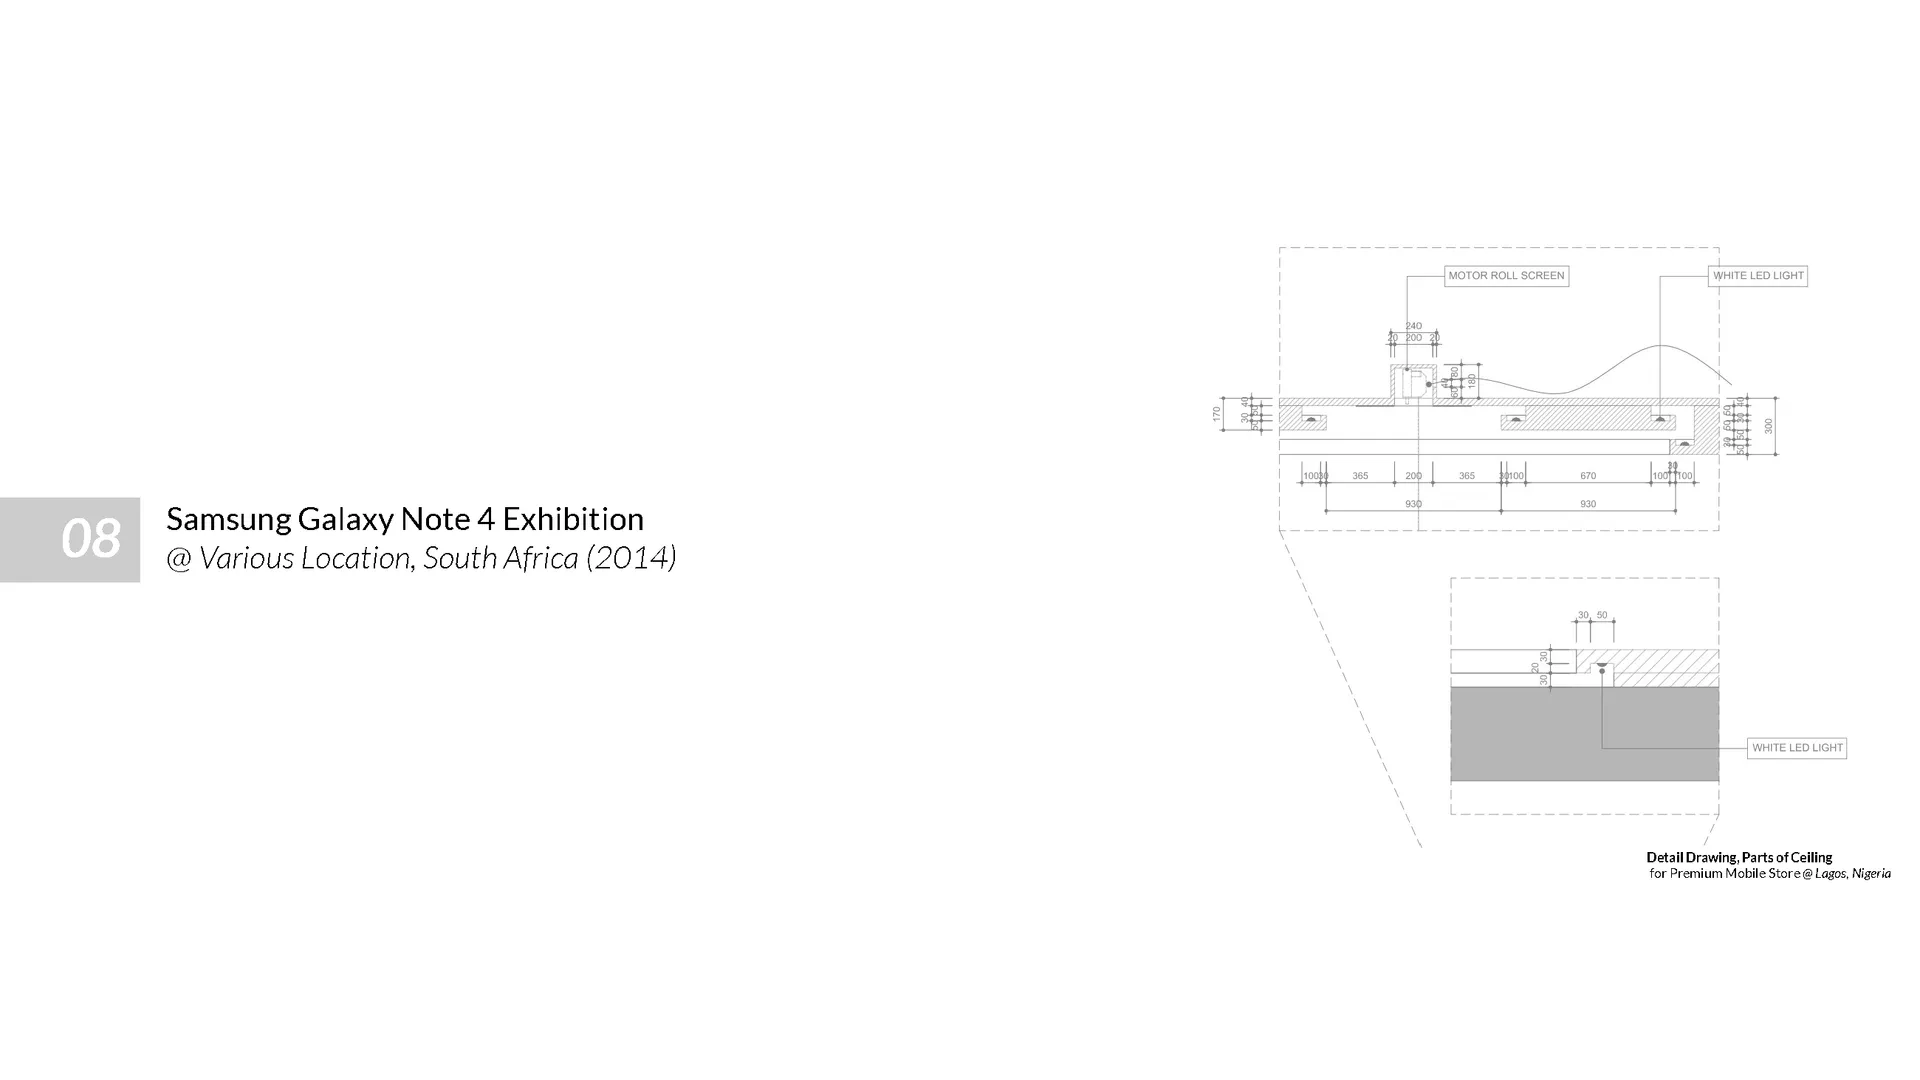 08
Samsung Galaxy Note 4 Exhibition
@ Various Location, South Africa (2014)
MOTOR ROLL SCREEN
WHITE LED LIGHT
240
20 200 20
80
40
60
180
170
40
50
30
50
40
50 30
50 50
30 50
300
100 30 365 200 365 30 100 670 100 30 100
930 930
30 50
30
20
30
WHITE LED LIGHT
Detail Drawing, Parts of Ceiling
for Premium Mobile Store @ Lagos, Nigeria